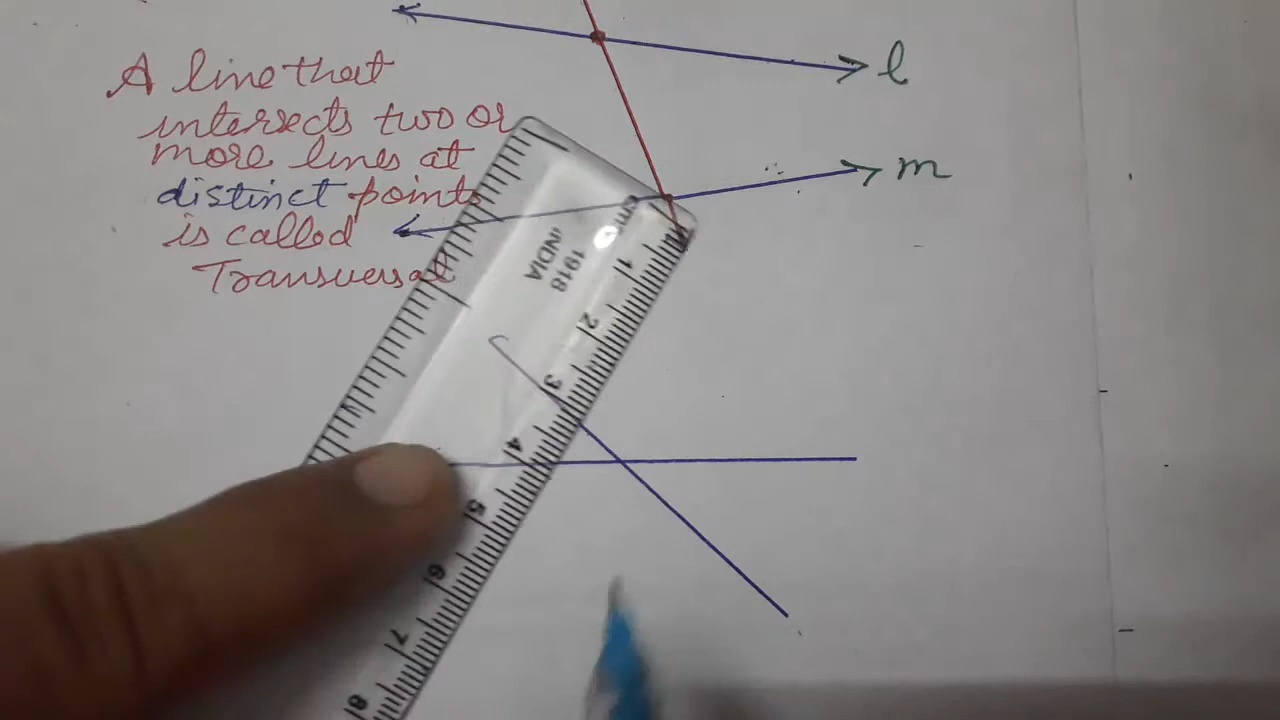 l
A line that
intersects two or
more lines at
m
distinct points
is called
Transversal
cm 0 1 2 3 4 5 6 7 8
1918
INDIA